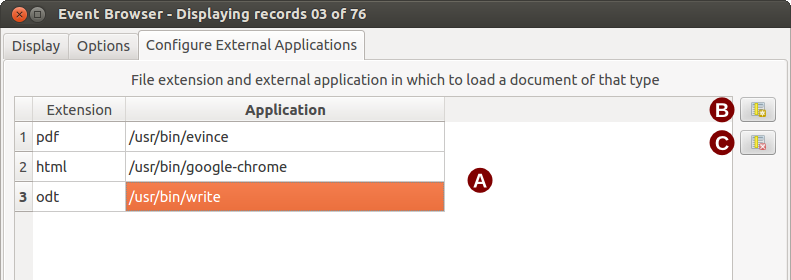 Event Browser - Displaying records 03 of 76
Display Options Configure External Applications
File extension and external application in which to load a document of that type
Extension Application B
1 pdf /usr/bin/evince C
2 html /usr/bin/google-chrome A
3 odt /usr/bin/write